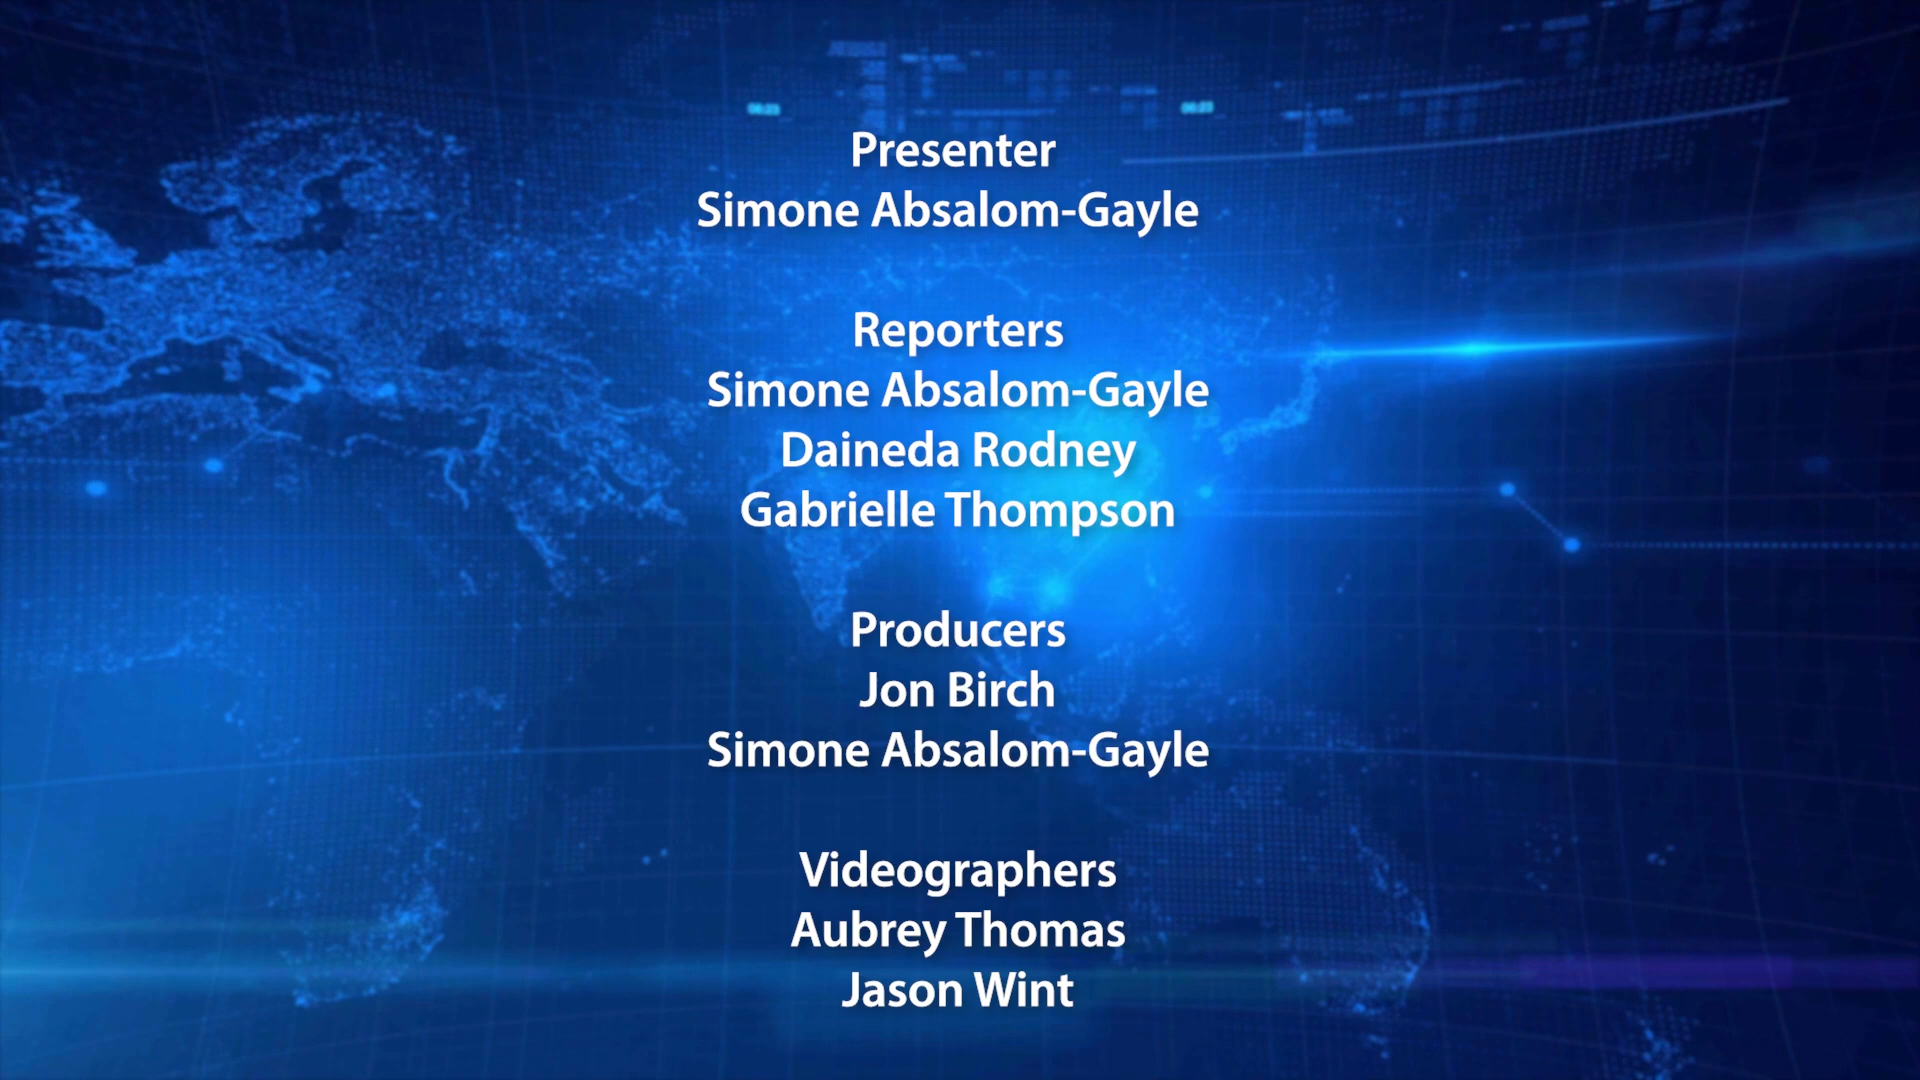 Presenter
Simone Absalom-Gayle
Reporters
Simone Absalom-Gayle
Daineda Rodney
Gabrielle Thompson
Producers
Jon Birch
Simone Absalom-Gayle
Videographers
Aubrey Thomas
Jason Wint